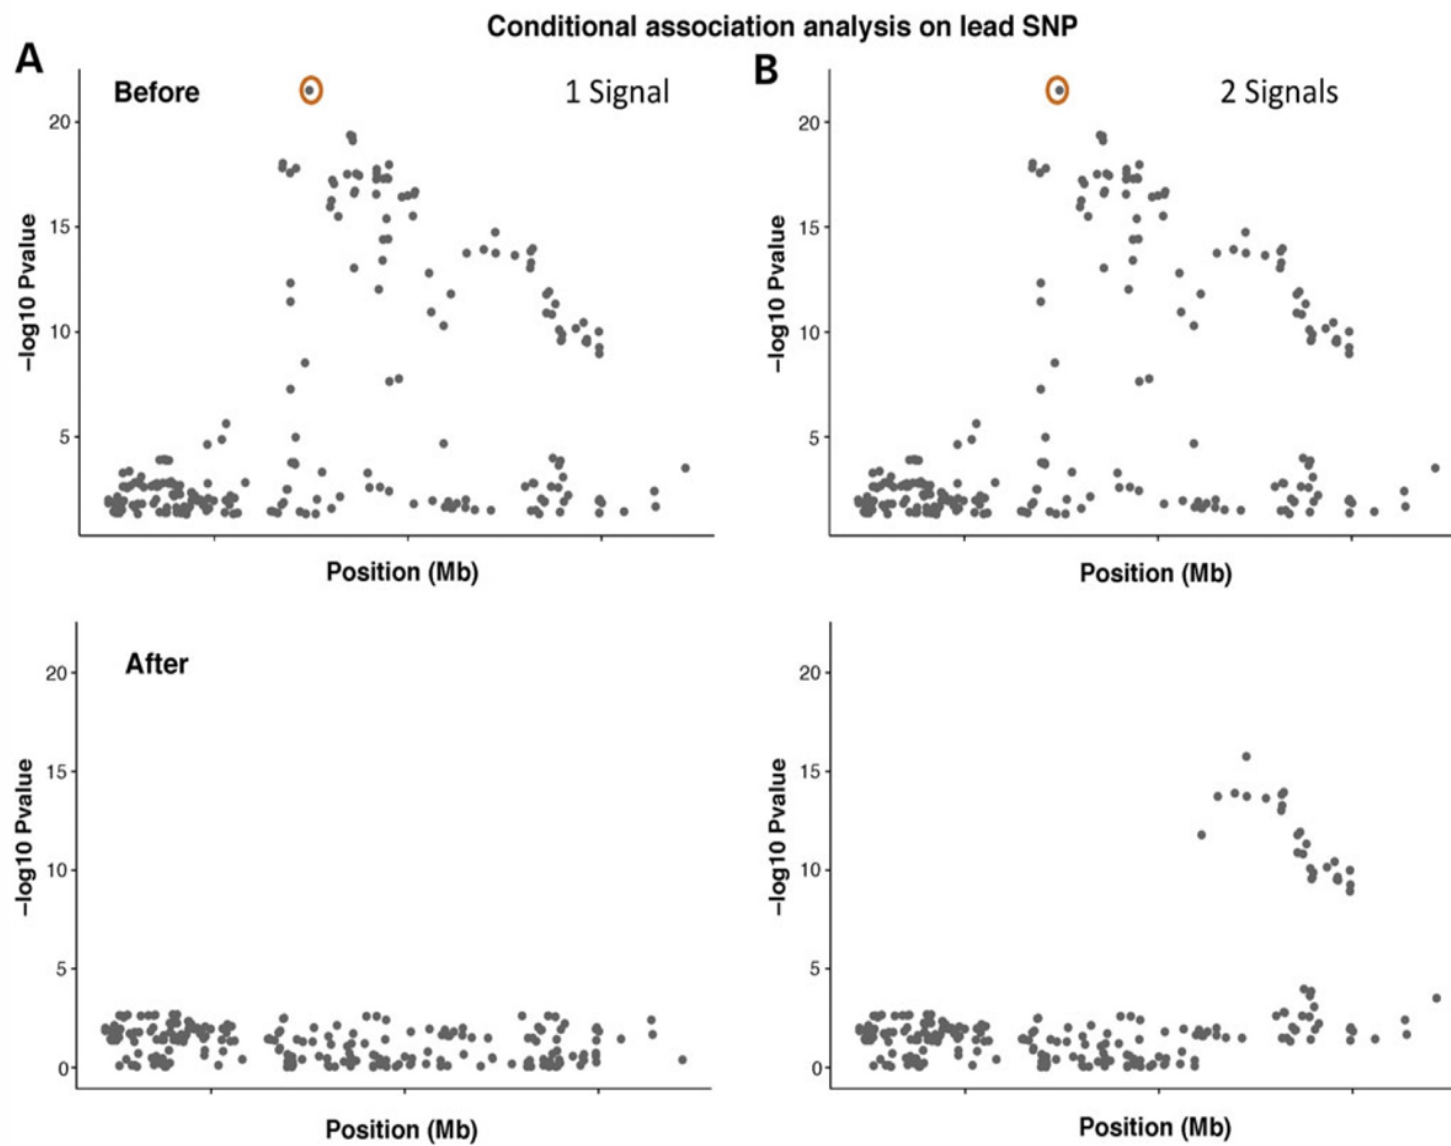 Conditional association analysis on lead SNP
A
Before
1 Signal
20
15
10
5
−log10 Pvalue
Position (Mb)
B
2 Signals
20
15
10
5
−log10 Pvalue
Position (Mb)
After
20
15
10
5
0
−log10 Pvalue
Position (Mb)
20
15
10
5
0
−log10 Pvalue
Position (Mb)